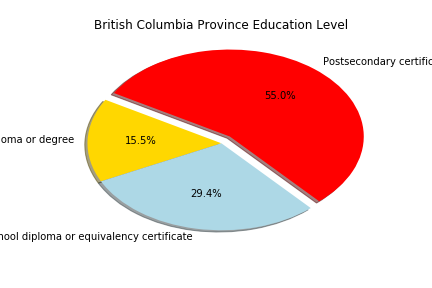 British Columbia Province Education Level
Postsecondary certific
55.0%
oma or degree
15.5%
29.4%
ool diploma or equivalency certificate